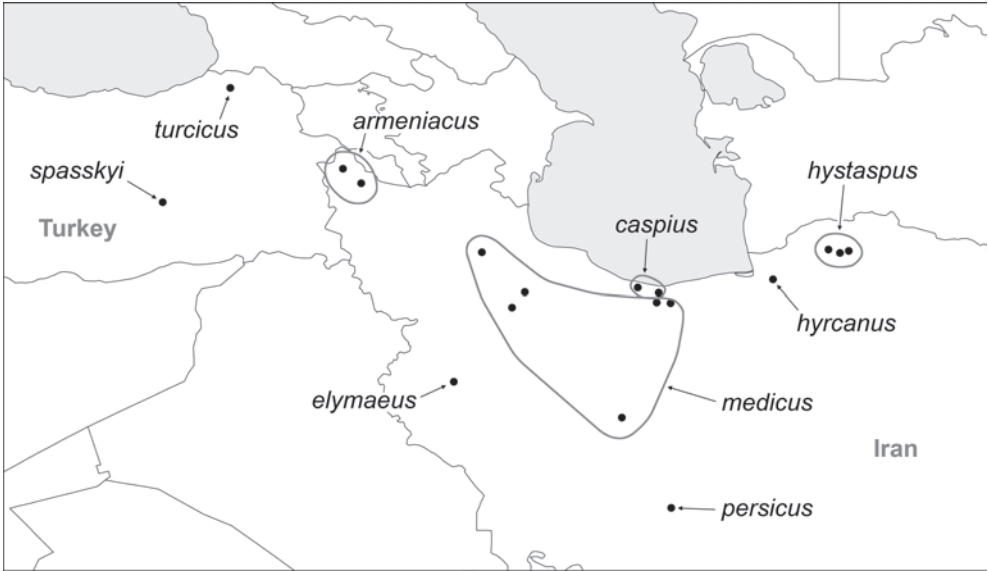 turcicus
armeniacus
spasskyi
hystaspus
Turkey
caspius
hyrcanus
elymaeus
medicus
Iran
persicus